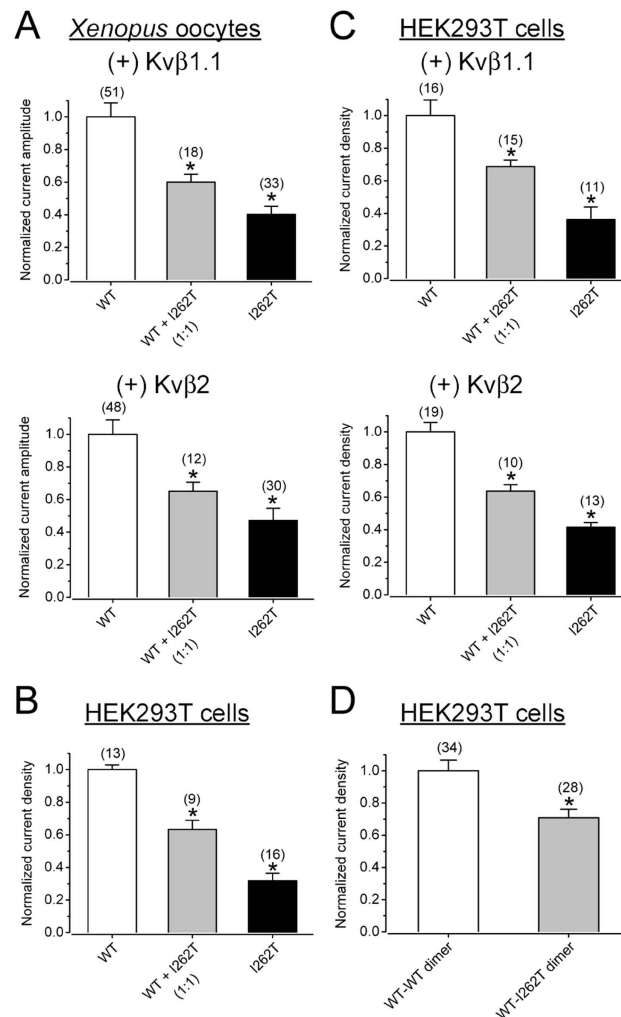 A
Xenopus oocytes
(+) Kvβ1.1
Normalized current amplitude
1.0
0.8
0.6
0.4
0.2
0.0
(51)
(18)
*
(33)
*
WT
WT + I262T
(1:1)
I262T
(+) Kvβ2
Normalized current amplitude
1.0
0.8
0.6
0.4
0.2
0.0
(48)
(12)
*
(30)
*
WT
WT + I262T
(1:1)
I262T
B
HEK293T cells
Normalized current density
1.0
0.8
0.6
0.4
0.2
0.0
(13)
(9)
*
(16)
*
WT
WT + I262T
(1:1)
I262T
C
HEK293T cells
(+) Kvβ1.1
Normalized current density
1.0
0.8
0.6
0.4
0.2
0.0
(16)
(15)
*
(11)
*
WT
WT + I262T
(1:1)
I262T
(+) Kvβ2
Normalized current density
1.0
0.8
0.6
0.4
0.2
0.0
(19)
(10)
*
(13)
*
WT
WT + I262T
(1:1)
I262T
D
HEK293T cells
Normalized current density
1.0
0.8
0.6
0.4
0.2
0.0
(34)
(28)
*
WT-WT dimer
WT-I262T dimer